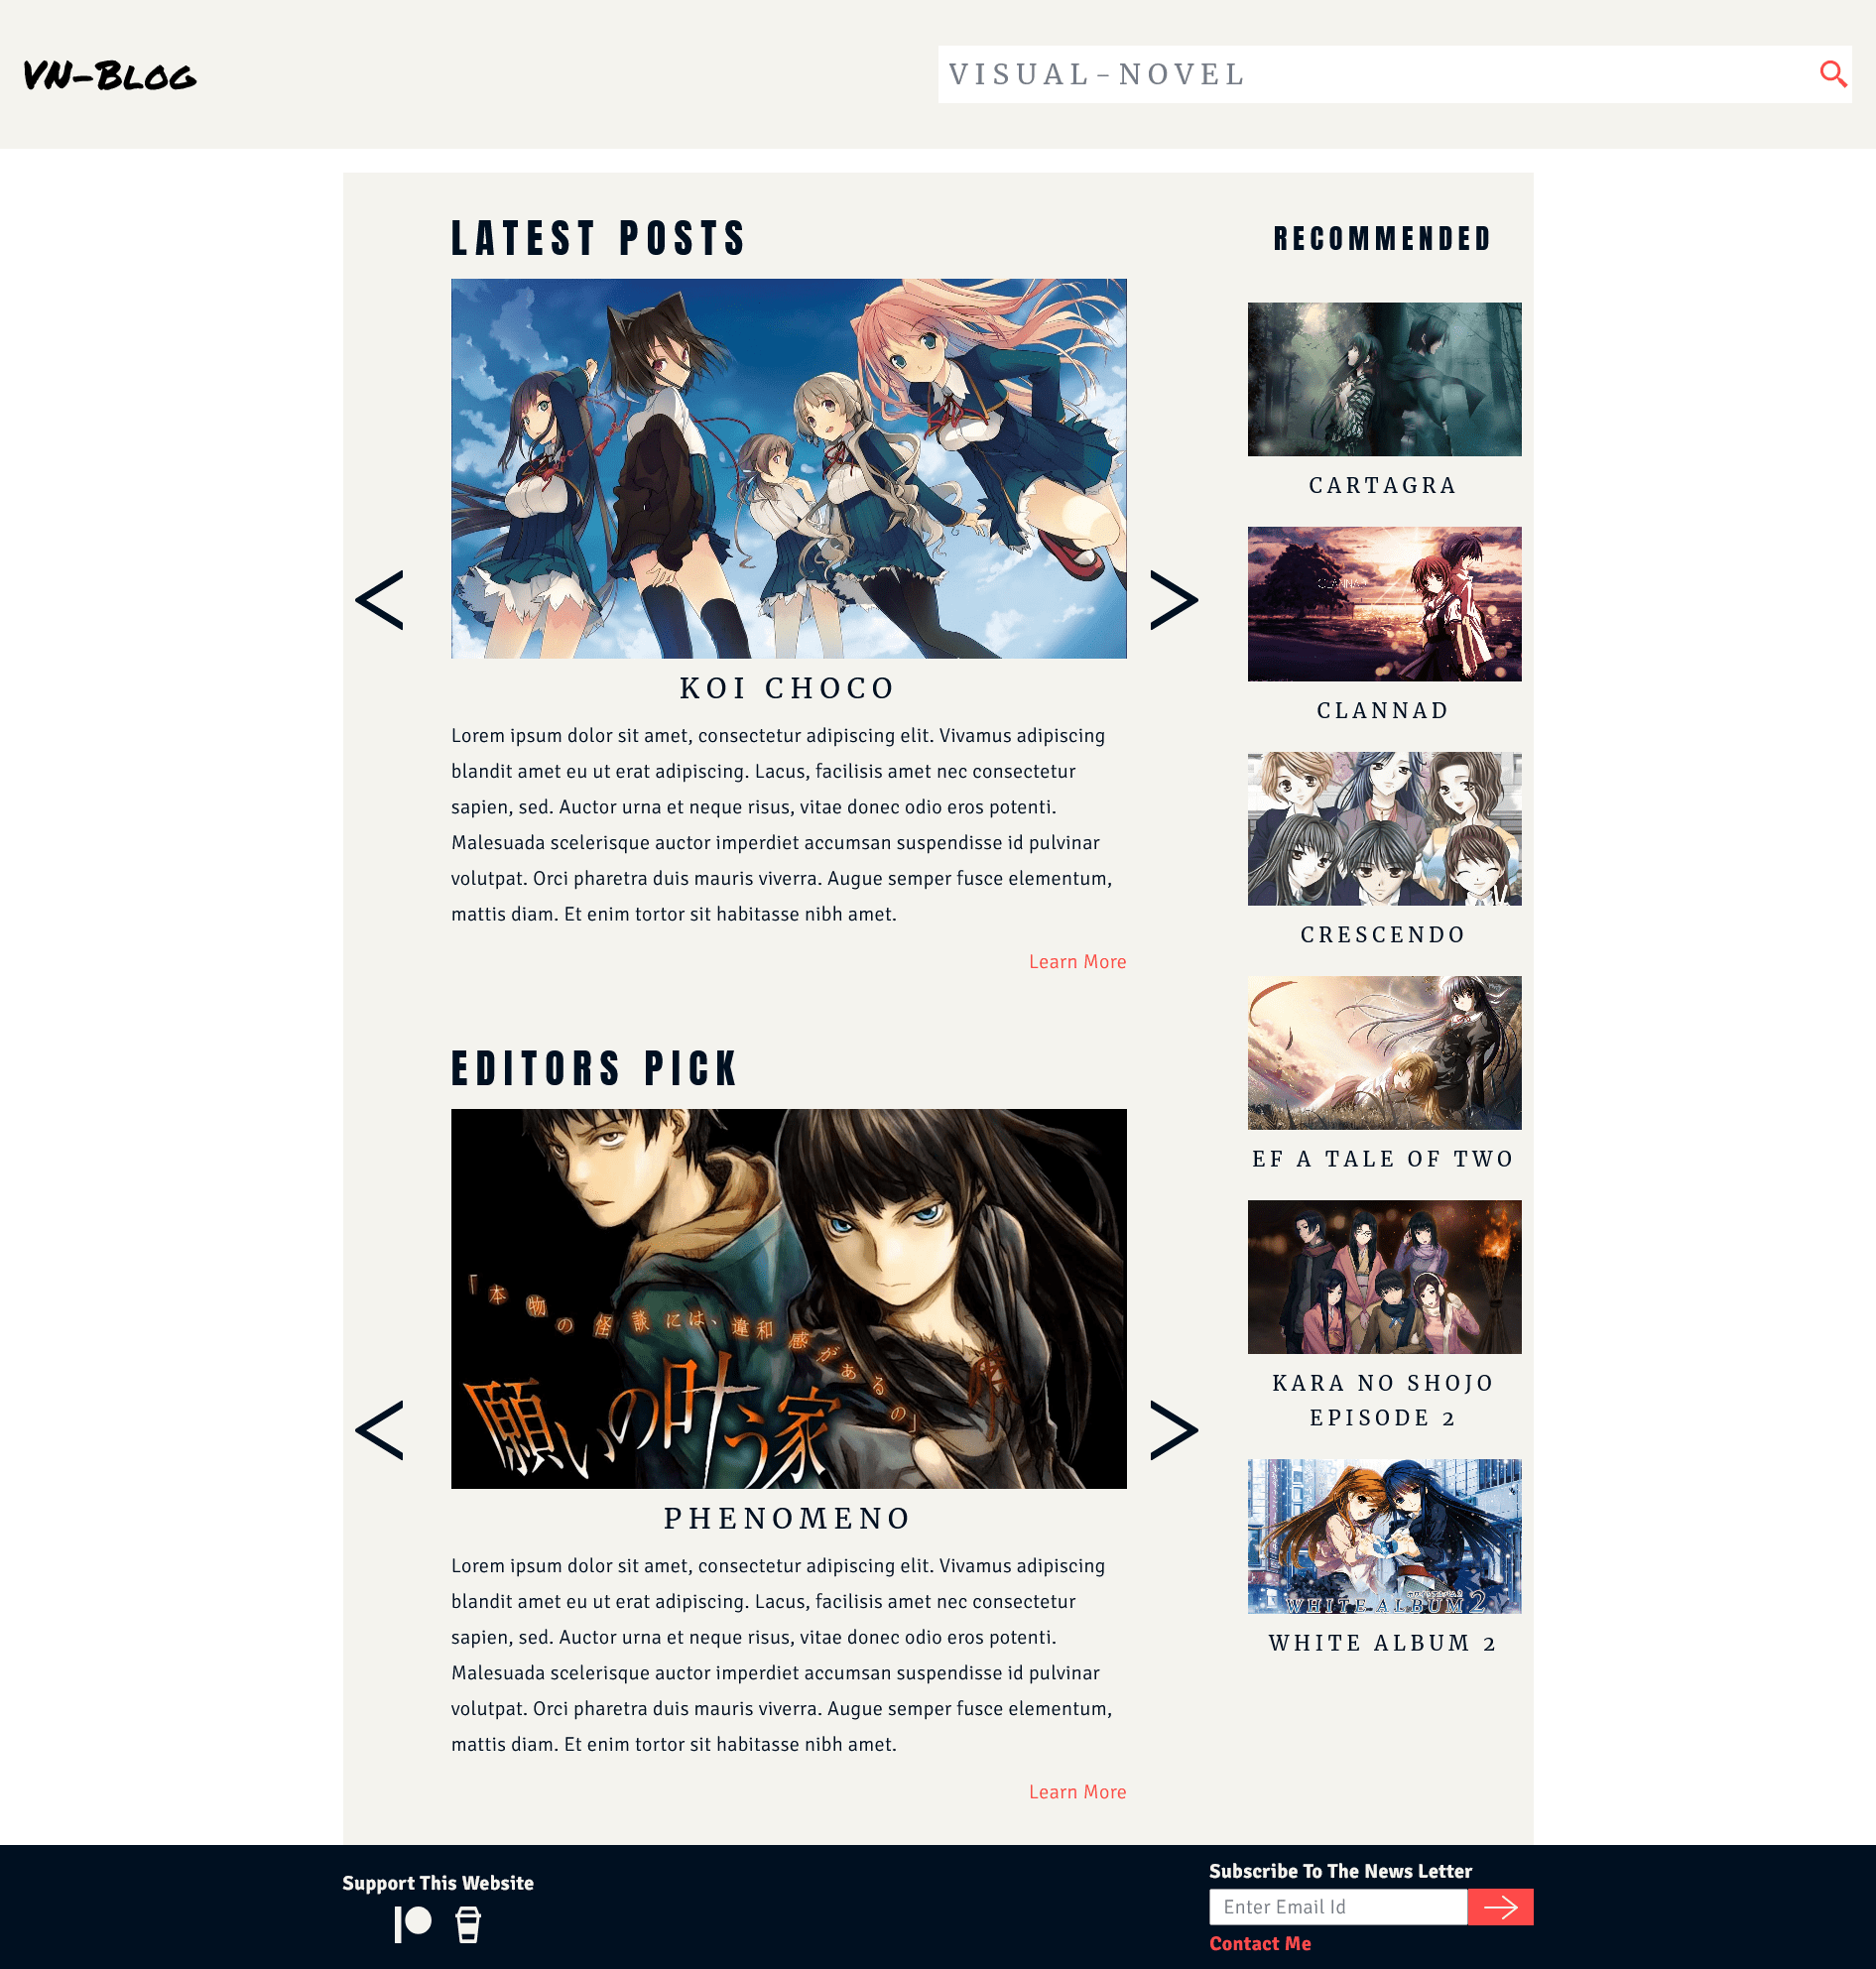 VN-Blog
VISUAL-NOVEL
LATEST POSTS
<
>
KOI CHOCO
Lorem ipsum dolor sit amet, consectetur adipiscing elit. Vivamus adipiscing
blandit amet eu ut erat adipiscing. Lacus, facilisis amet nec consectetur
sapien, sed. Auctor urna et neque risus, vitae donec odio eros potenti.
Malesuada scelerisque auctor imperdiet accumsan suspendisse id pulvinar
volutpat. Orci pharetra duis mauris viverra. Augue semper fusce elementum,
mattis diam. Et enim tortor sit habitasse nibh amet.
Learn More
EDITORS PICK
「本物の怪談には、違和感があるの」
願いの叶う家
<
>
PHENOMENO
Lorem ipsum dolor sit amet, consectetur adipiscing elit. Vivamus adipiscing
blandit amet eu ut erat adipiscing. Lacus, facilisis amet nec consectetur
sapien, sed. Auctor urna et neque risus, vitae donec odio eros potenti.
Malesuada scelerisque auctor imperdiet accumsan suspendisse id pulvinar
volutpat. Orci pharetra duis mauris viverra. Augue semper fusce elementum,
mattis diam. Et enim tortor sit habitasse nibh amet.
Learn More
RECOMMENDED
CARTAGRA
CLANNAD
CLANNAD
CRESCENDO
EF A TALE OF TWO
KARA NO SHOJO
EPISODE 2
WHITE ALBUM 2
WHITE ALBUM 2
Support This Website
Subscribe To The News Letter
Enter Email Id
Contact Me